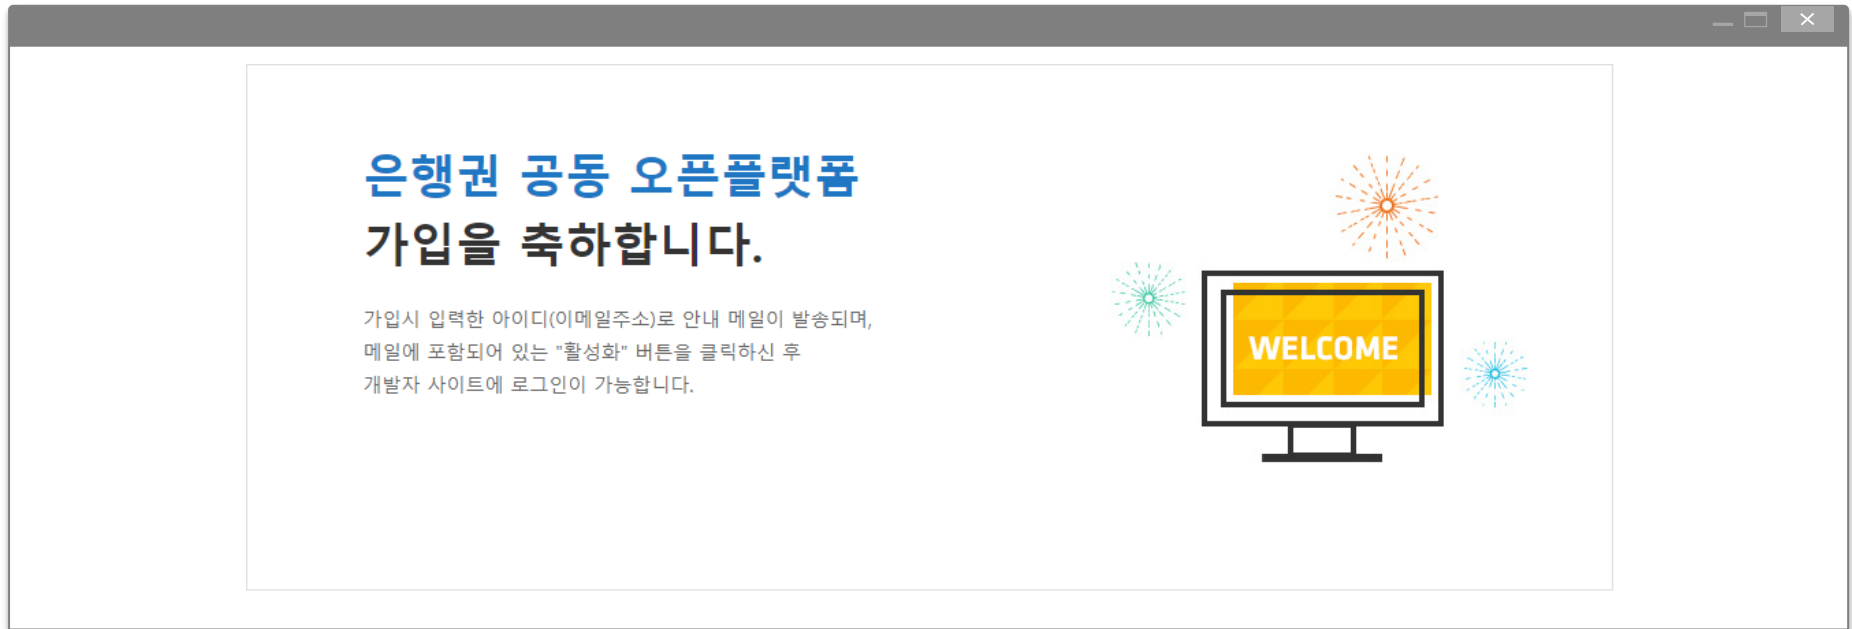 은행권 공동 오픈플랫폼
가입을 축하합니다.
가입시 입력한 아이디(이메일주소)로 안내 메일이 발송되며,
메일에 포함되어 있는 "활성화" 버튼을 클릭하신 후
개발자 사이트에 로그인이 가능합니다.
WELCOME